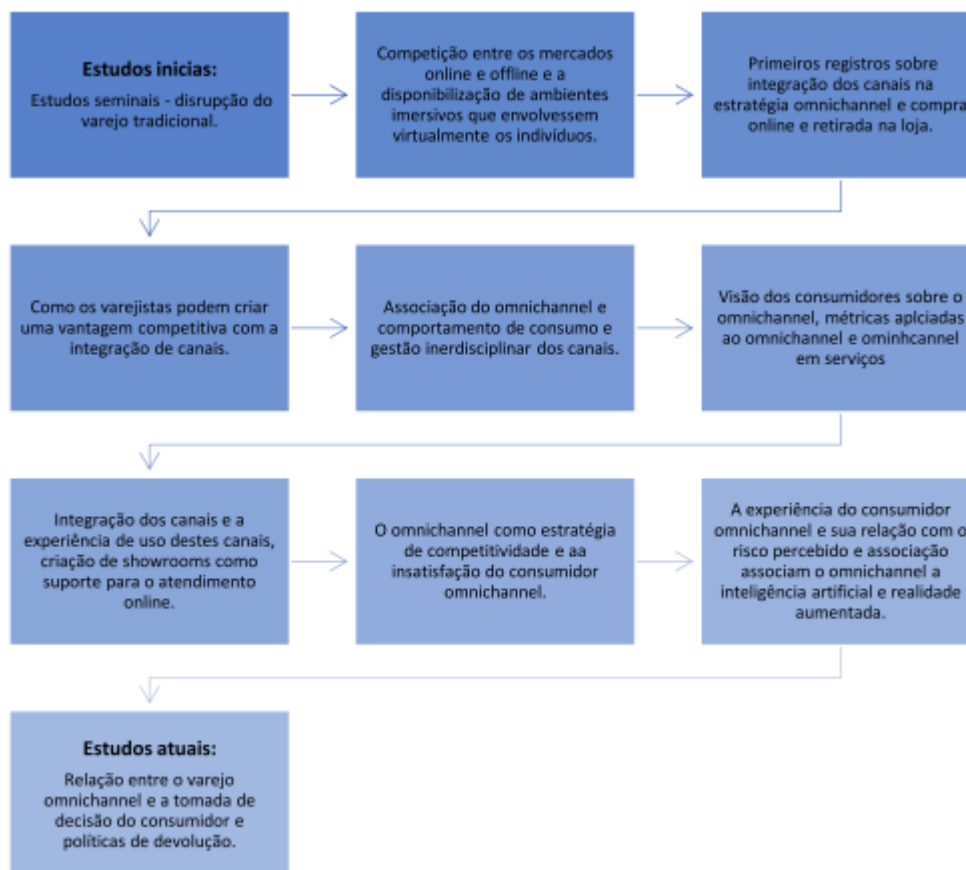 Estudos inicias:
Estudos seminais - disrupção do
varejo tradicional.
Competição entre os mercados
online e offline e a
disponibilização de ambientes
imersivos que envolvessem
virtualmente os indivíduos.
Primeiros registros sobre
integração dos canais na
estratégia omnichannel e compra
online e retirada na loja.
Como os varejistas podem criar
uma vantagem competitiva com a
integração de canais.
Associação do omnichannel e
comportamento de consumo e
gestão inerdisciplinar dos canais.
Visão dos consumidores sobre o
omnichannel, métricas aplciadas
ao omnichannel e ominhcannel
em serviços
Integração dos canais e a
experiência de uso destes canais,
criação de showrooms como
suporte para o atendimento
online.
O omnichannel como estratégia
de competitividade e aa
insatisfação do consumidor
omnichannel.
A experiência do consumidor
omnichannel e sua relação com o
risco percebido e associação
associam o omnichannel a
inteligência artificial e realidade
aumentada.
Estudos atuais:
Relação entre o varejo
omnichannel e a tomada de
decisão do consumidor e
políticas de devolução.